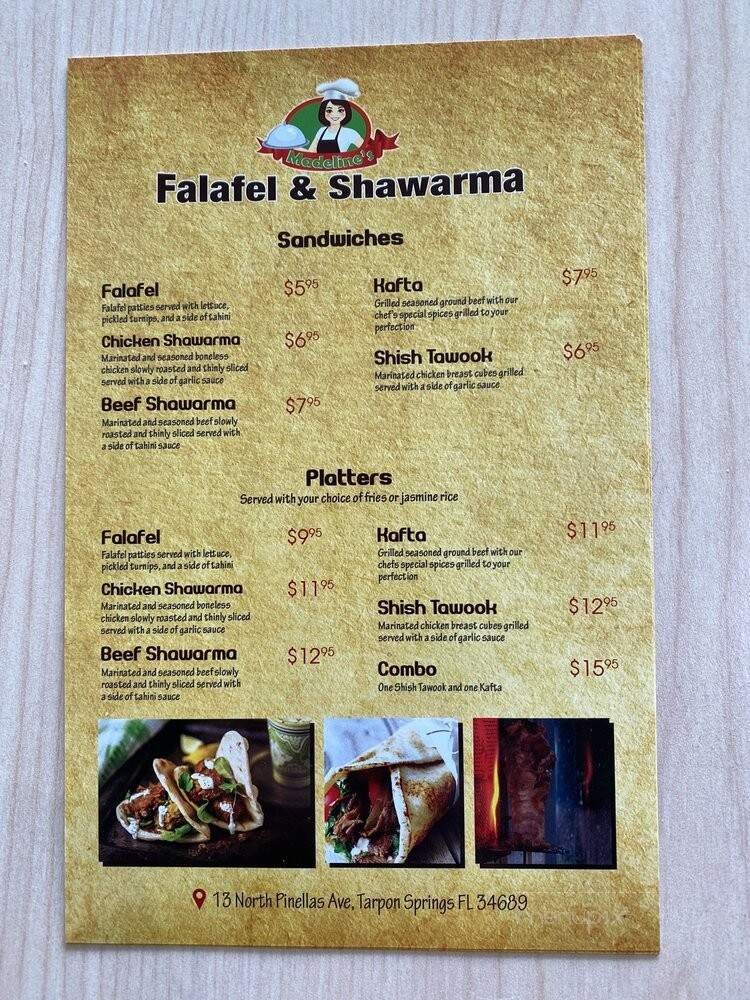 Madeline's
Falafel & Shawarma
Sandwiches
Falafel $5.95
Falafel patties served with lettuce,
pickled turnips, and a side of tahini
Chicken Shawarma $6.95
Marinated and seasoned boneless
chicken slowly roasted and thinly sliced
served with a side of garlic sauce
Beef Shawarma $7.95
Marinated and seasoned beef slowly
roasted and thinly sliced served with
a side of tahini sauce
Kafta $7.95
Grilled seasoned ground beef with our
chef's special spices grilled to your
perfection
Shish Tawook $6.95
Marinated chicken breast cubes grilled
served with a side of garlic sauce
Platters
Served with your choice of fries or jasmine rice
Falafel $9.95
Falafel patties served with lettuce,
pickled turnips, and a side of tahini
Chicken Shawarma $11.95
Marinated and seasoned boneless
chicken slowly roasted and thinly sliced
served with a side of garlic sauce
Beef Shawarma $12.95
Marinated and seasoned beef slowly
roasted and thinly sliced served with
a side of tahini sauce
Kafta $11.95
Grilled seasoned ground beef with our
chefs special spices grilled to your
perfection
Shish Tawook $12.95
Marinated chicken breast cubes grilled
served with a side of garlic sauce
Combo $15.95
One Shish Tawook and one Kafta
13 North Pinellas Ave, Tarpon Springs FL 34689
menupix